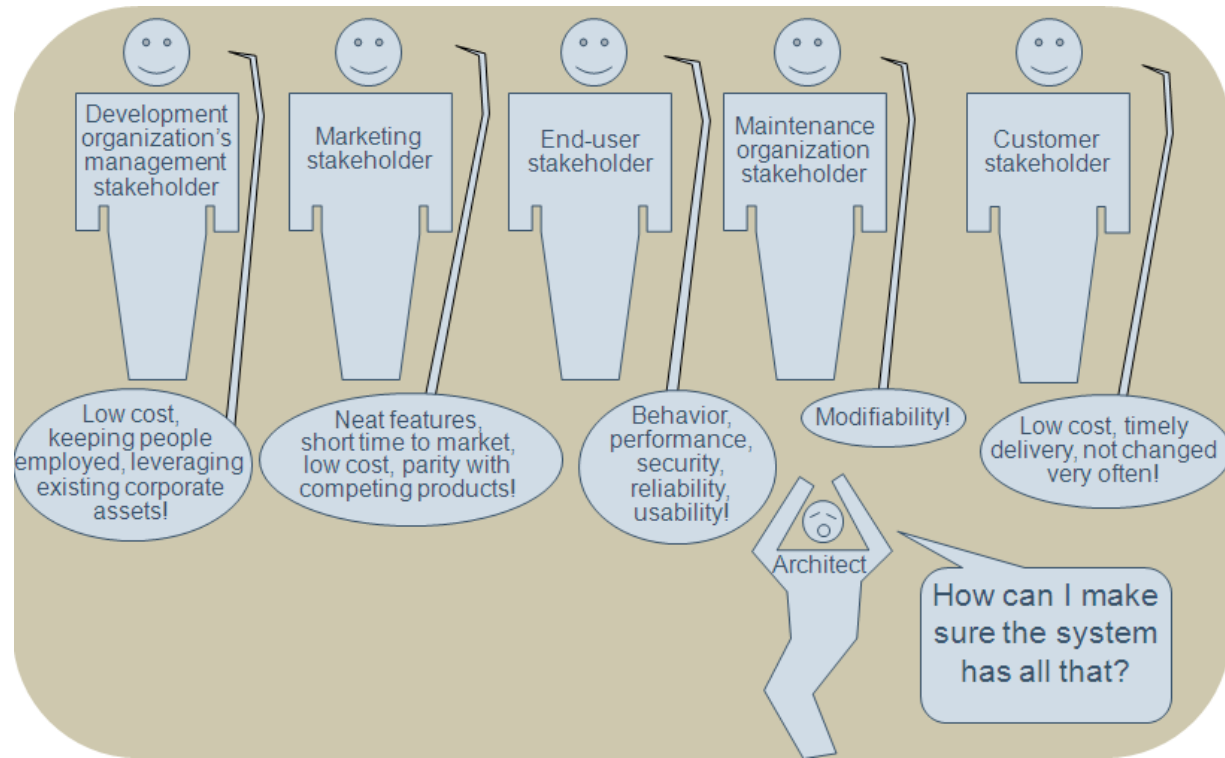 Development
organization's
management
stakeholder
Marketing
stakeholder
End-user
stakeholder
Maintenance
organization
stakeholder
Customer
stakeholder
Low cost,
keeping people
employed, leveraging
existing corporate
assets!
Neat features,
short time to market,
low cost, parity with
competing products!
Behavior,
performance,
security,
reliability,
usability!
Modifiability!
Low cost, timely
delivery, not changed
very often!
Architect
How can I make
sure the system
has all that?